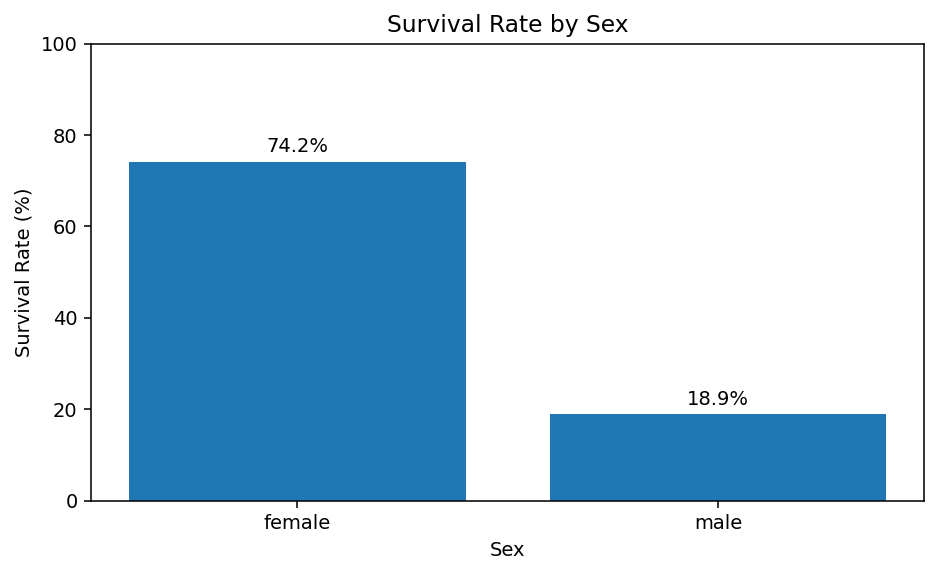 Survival Rate by Sex
100
80
60
40
20
0
Survival Rate (%)
74.2%
18.9%
female
male
Sex